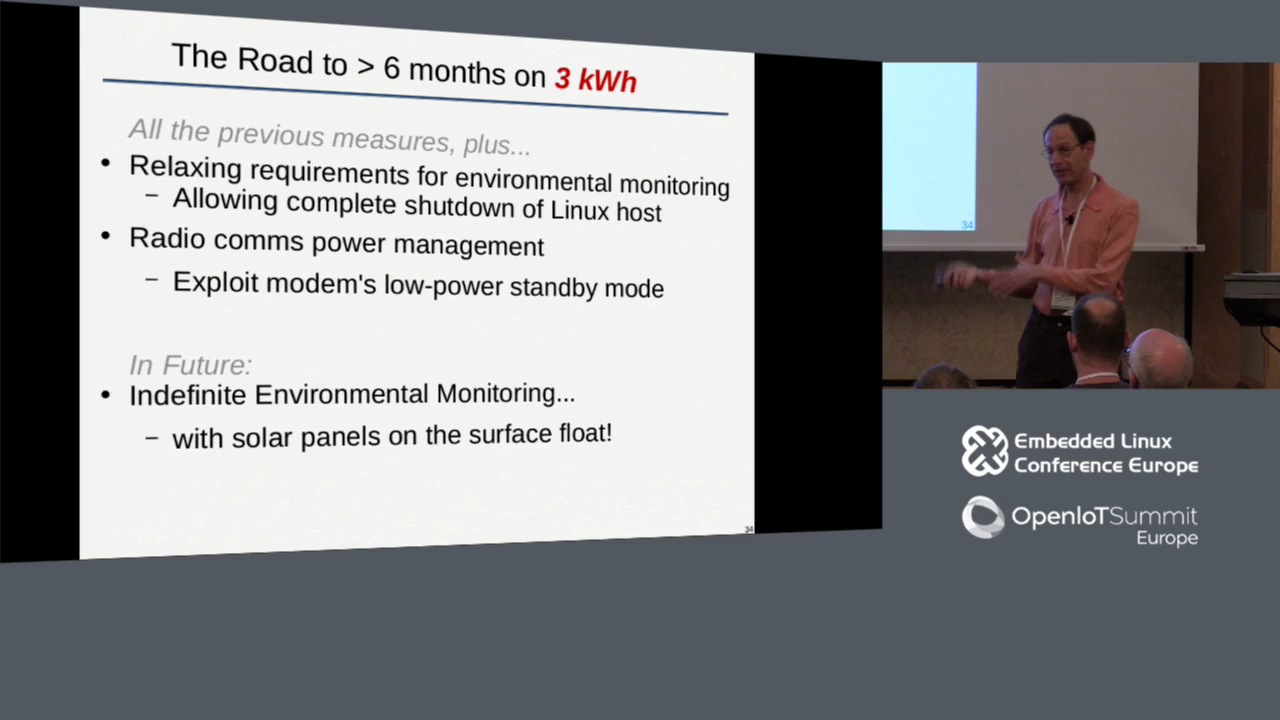 The Road to > 6 months on 3 kWh
All the previous measures, plus...
• Relaxing requirements for environmental monitoring
– Allowing complete shutdown of Linux host
• Radio comms power management
– Exploit modem's low-power standby mode
In Future:
• Indefinite Environmental Monitoring...
– with solar panels on the surface float!
34
34
Embedded Linux
Conference Europe
OpenIoTSummit
Europe